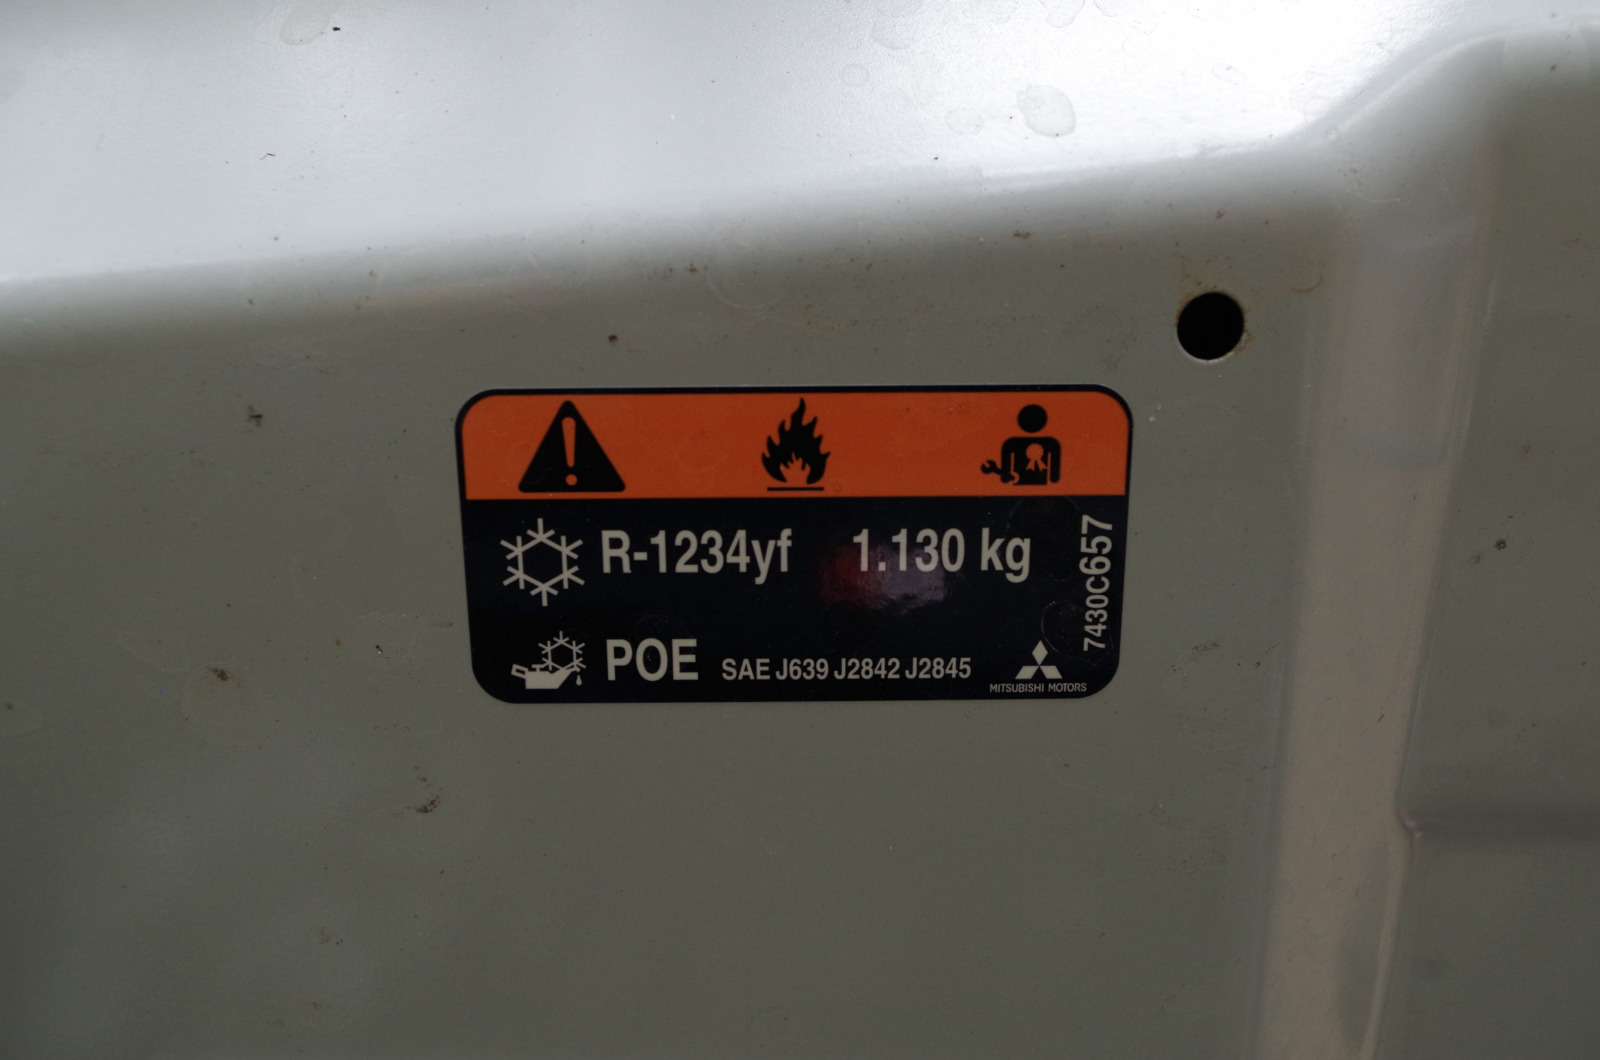 R-1234yf 1.130 kg
POE SAE J639 J2842 J2845
MITSUBISHI MOTORS
7430C657